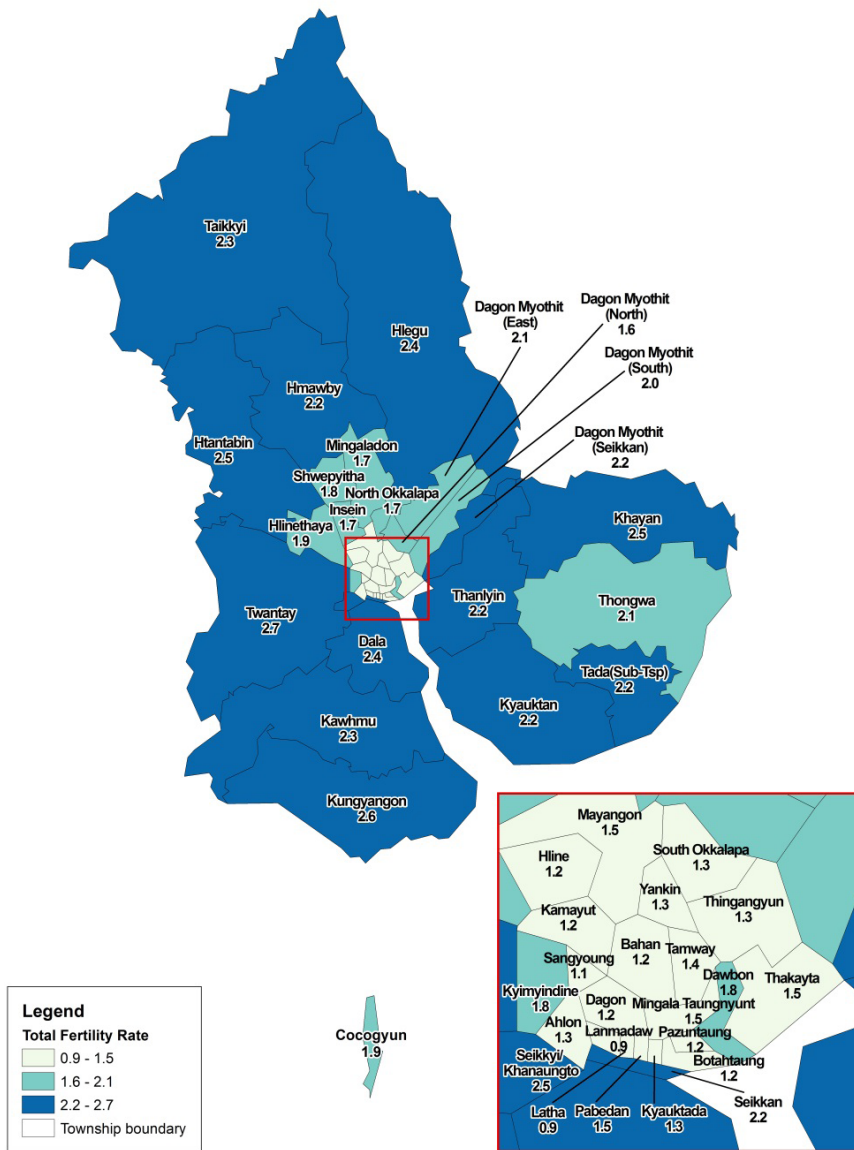 Taikkyi
2.3
Hlegu
2.4
Dagon Myothit
(East)
2.1
Dagon Myothit
(North)
1.6
Dagon Myothit
(South)
2.0
Dagon Myothit
(Seikkan)
2.2
Hmawby
2.2
Htantabin
2.5
Mingaladon
1.7
Shwepyitha
1.8
North Okkalapa
1.7
Insein
1.7
Hlinethaya
1.9
Khayan
2.5
Thongwa
2.1
Thanlyin
2.2
Twantay
2.7
Dala
2.4
Tada(Sub-Tsp)
2.2
Kyauktan
2.2
Kawhmu
2.3
Kungyangon
2.6
Mayangon
1.5
South Okkalapa
1.3
Hline
1.2
Yankin
1.3
Thingangyun
1.3
Kamayut
1.2
Bahan
1.2
Tamway
1.4
Sangyoung
1.1
Dawbon
1.8
Thakayta
1.5
Kyimyindine
1.8
Dagon
1.2
Mingala Taungnyunt
1.5
Ahlon
1.3
Lanmadaw
0.9
Pazuntaung
1.2
Seikkyi/
Khanaungto
2.5
Botahtaung
1.2
Latha
0.9
Pabedan
1.5
Kyauktada
1.3
Seikkan
2.2
Cocogyun
1.9
Legend
Total Fertility Rate
0.9 - 1.5
1.6 - 2.1
2.2 - 2.7
Township boundary